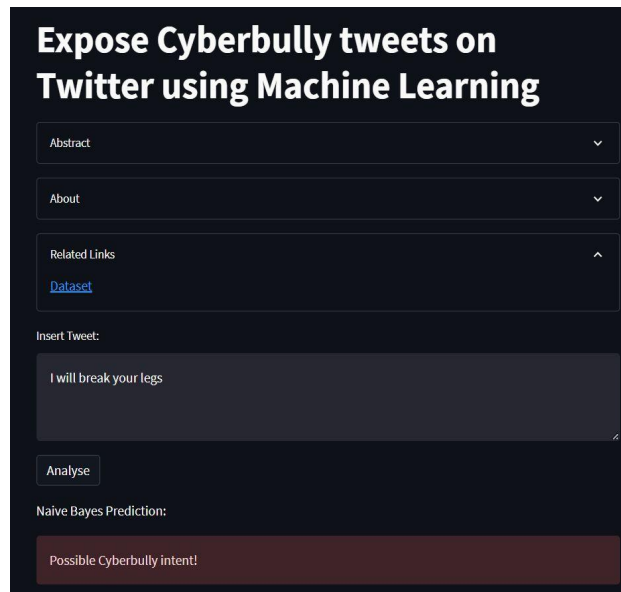 Expose Cyberbully tweets on
Twitter using Machine Learning
Abstract
About
Related Links
Dataset
Insert Tweet:
I will break your legs
Analyse
Naive Bayes Prediction:
Possible Cyberbully intent!